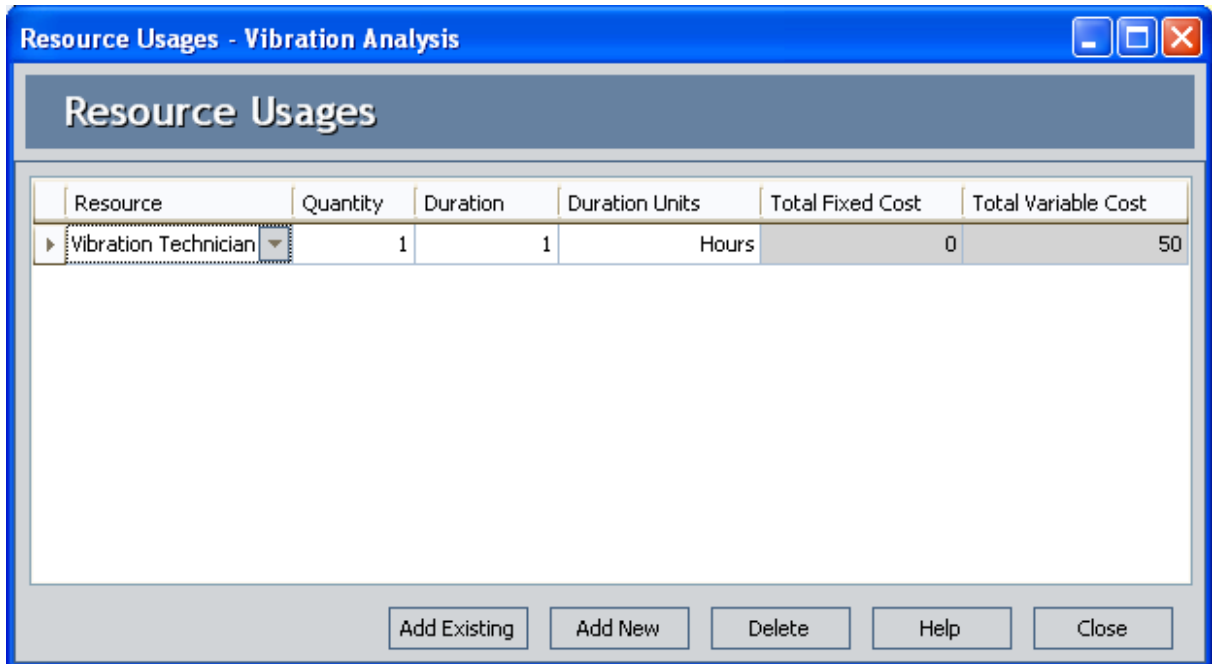 Resource Usages - Vibration Analysis
Resource Usages
Resource Quantity Duration Duration Units Total Fixed Cost Total Variable Cost
Vibration Technician 1 1 Hours 0 50
Add Existing Add New Delete Help Close